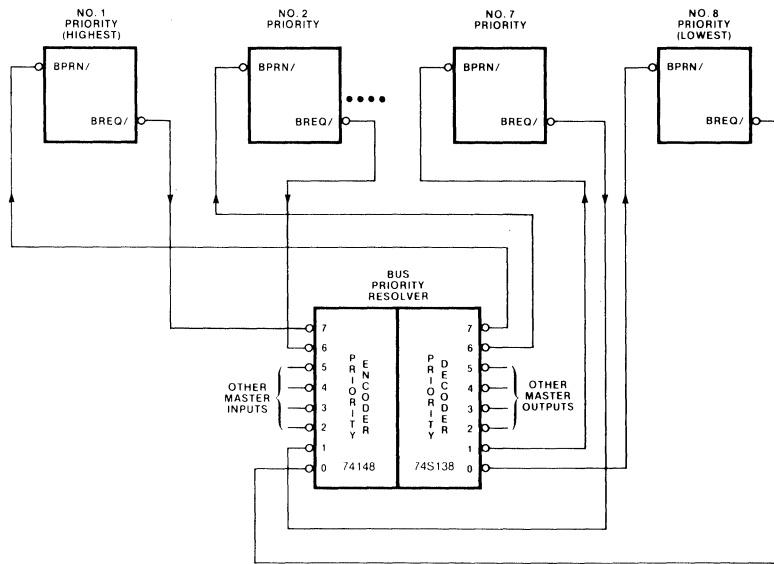 NO. 1
PRIORITY
(HIGHEST)
NO. 2
PRIORITY
NO. 7
PRIORITY
NO. 8
PRIORITY
(LOWEST)
BPRN/
BREQ/
BPRN/
BREQ/
BPRN/
BREQ/
BPRN/
BREQ/
BUS
PRIORITY
RESOLVER
7
6
5
4
3
2
1
0
OTHER
MASTER
INPUTS
PRIORITY
ENCODER
74148
PRIORITY
DECODER
74S138
7
6
5
4
3
2
1
0
OTHER
MASTER
OUTPUTS